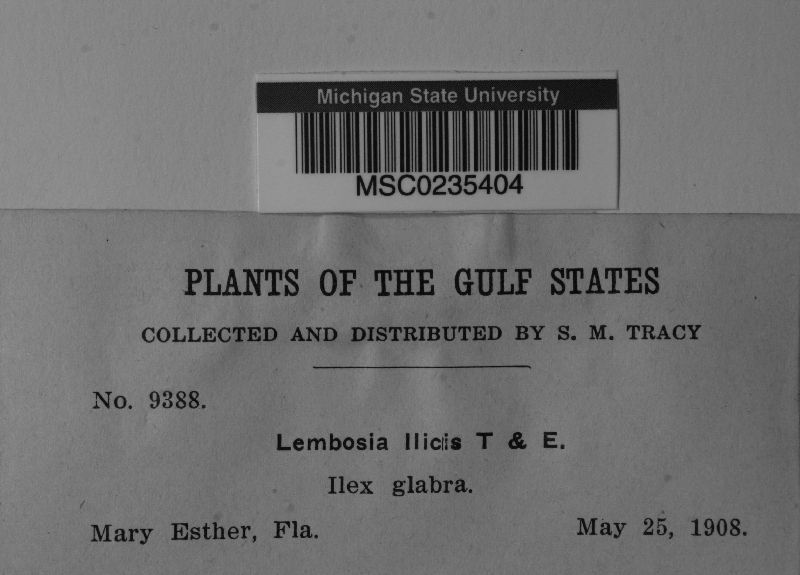 Michigan State University
MSC0235404
PLANTS OF THE GULF STATES
COLLECTED AND DISTRIBUTED BY S. M. TRACY
No. 9388.
Lembosia Ilicis T & E.
Ilex glabra.
Mary Esther, Fla. May 25, 1908.